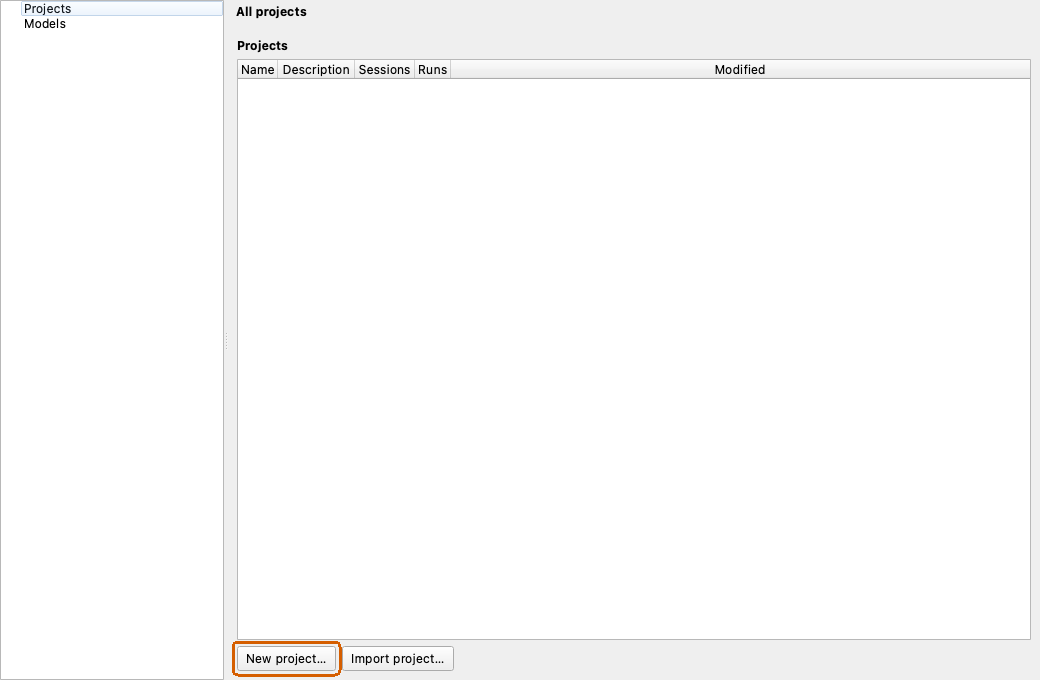 Projects
Models
All projects
Projects
Name Description Sessions Runs Modified
New project... Import project...